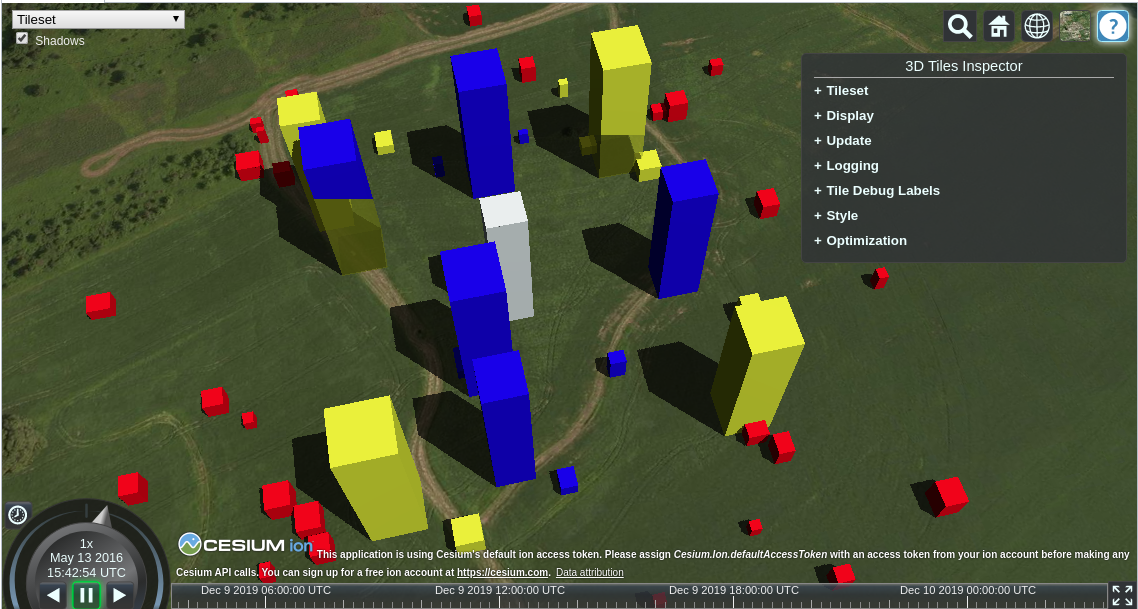 Tileset
Shadows
?
3D Tiles Inspector
+ Tileset
+ Display
+ Update
+ Logging
+ Tile Debug Labels
+ Style
+ Optimization
1x
May 13 2016
15:42:54 UTC
CESIUM ion This application is using Cesium's default ion access token. Please assign Cesium.Ion.defaultAccessToken with an access token from your ion account before making any
Cesium API calls. You can sign up for a free ion account at https://cesium.com. Data attribution
Dec 9 2019 06:00:00 UTC Dec 9 2019 12:00:00 UTC Dec 9 2019 18:00:00 UTC Dec 10 2019 00:00:00 UTC